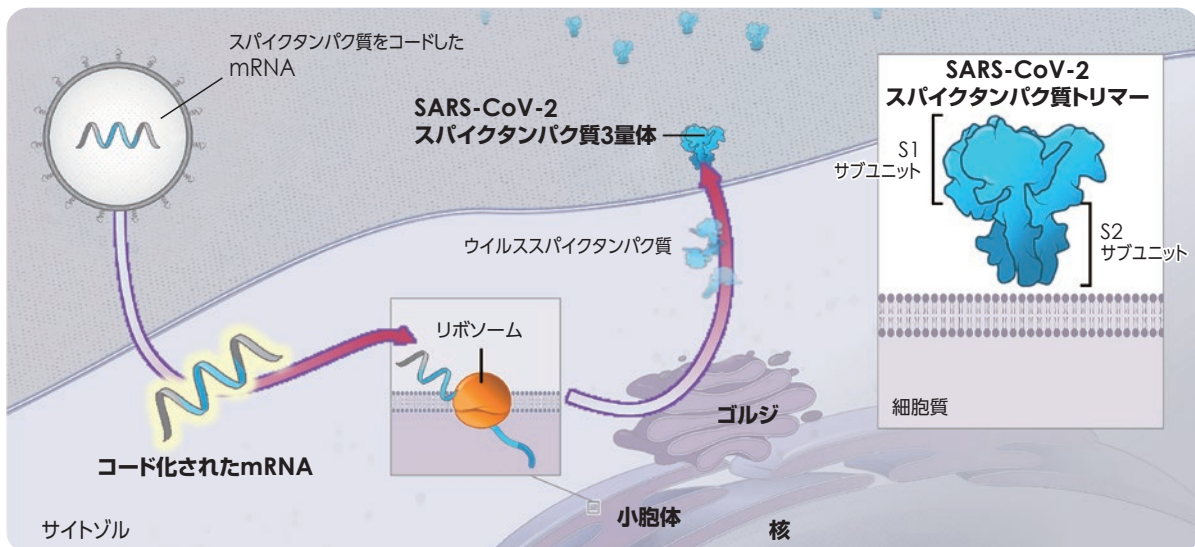 スパイクタンパク質をコードした
mRNA
SARS-CoV-2
スパイクタンパク質3量体
ウイルススパイクタンパク質
リボソーム
コード化されたmRNA
ゴルジ
小胞体
核
サイトゾル
SARS-CoV-2
スパイクタンパク質トリマー
S1
サブユニット
S2
サブユニット
細胞質